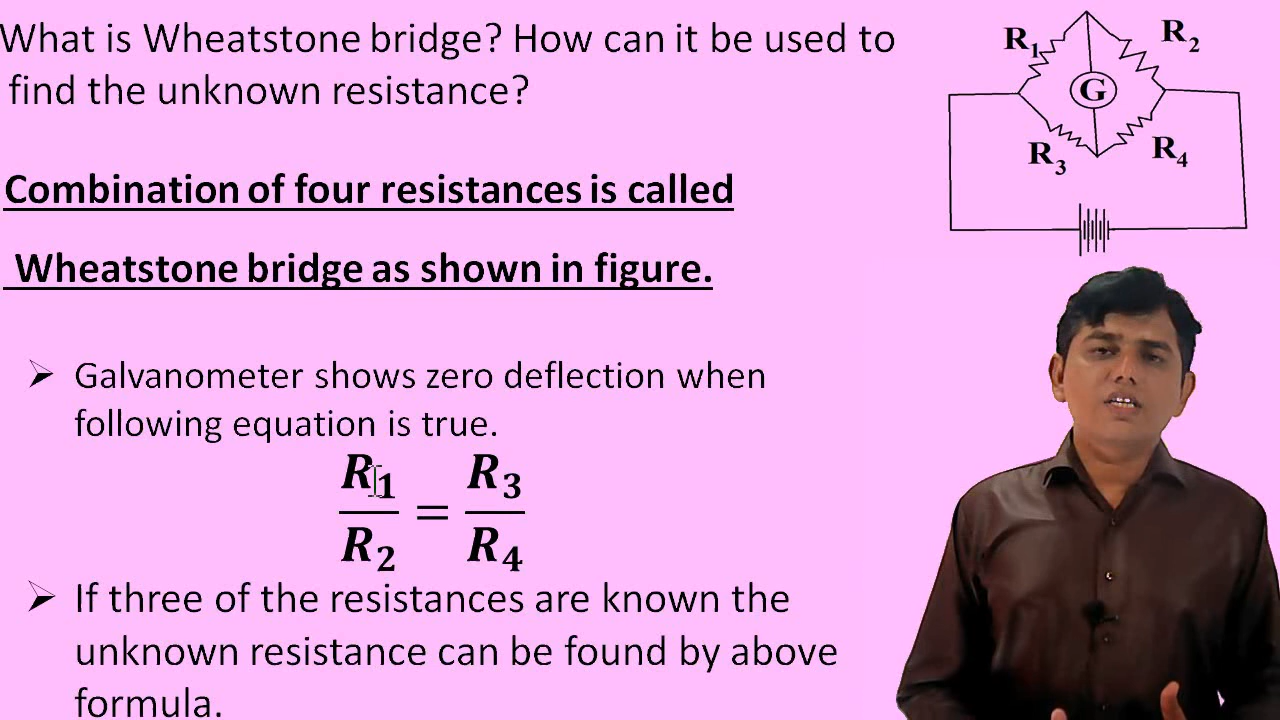 What is Wheatstone bridge? How can it be used to
find the unknown resistance?
Combination of four resistances is called
Wheatstone bridge as shown in figure.
➢ Galvanometer shows zero deflection when
following equation is true.
R1/R2 = R3/R4
➢ If three of the resistances are known the
unknown resistance can be found by above
formula.
R1
R2
G
R3
R4